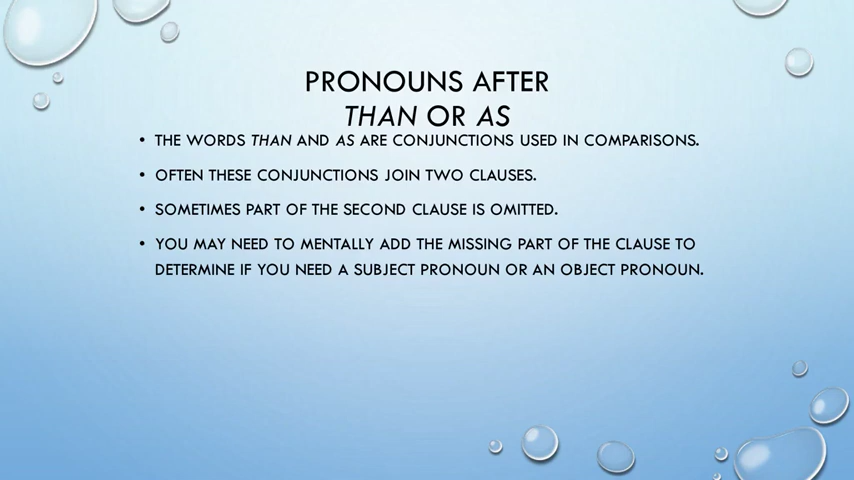 PRONOUNS AFTER
THAN OR AS
• THE WORDS THAN AND AS ARE CONJUNCTIONS USED IN COMPARISONS.
• OFTEN THESE CONJUNCTIONS JOIN TWO CLAUSES.
• SOMETIMES PART OF THE SECOND CLAUSE IS OMITTED.
• YOU MAY NEED TO MENTALLY ADD THE MISSING PART OF THE CLAUSE TO
DETERMINE IF YOU NEED A SUBJECT PRONOUN OR AN OBJECT PRONOUN.